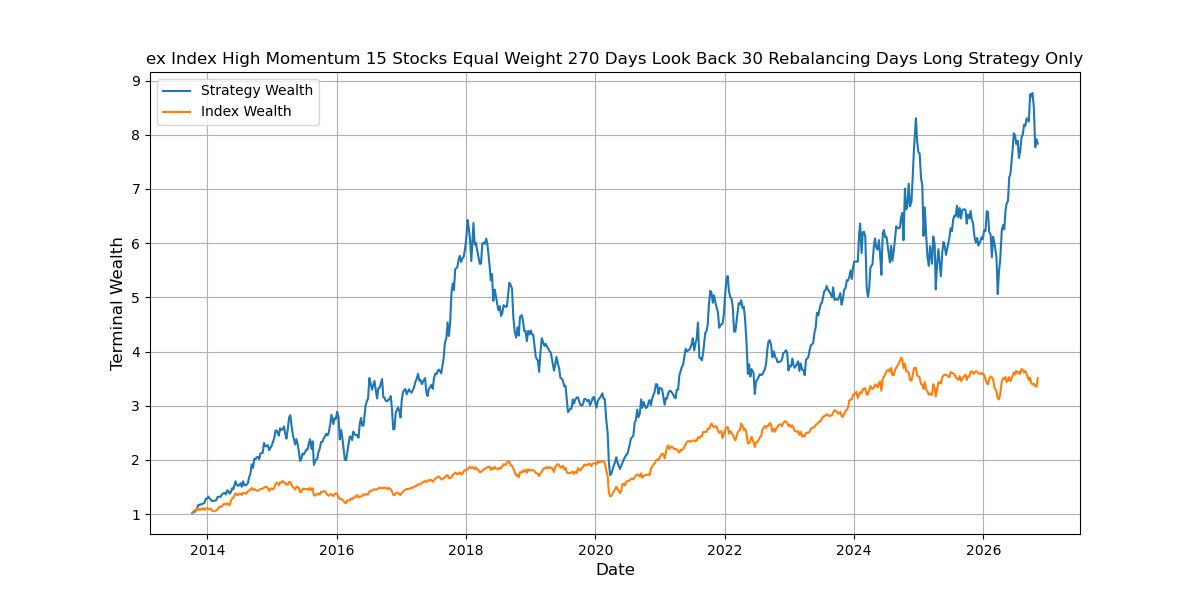 ex Index High Momentum 15 Stocks Equal Weight 270 Days Look Back 30 Rebalancing Days Long Strategy Only
Strategy Wealth
Index Wealth
Terminal Wealth
9
8
7
6
5
4
3
2
1
2014 2016 2018 2020 2022 2024 2026
Date